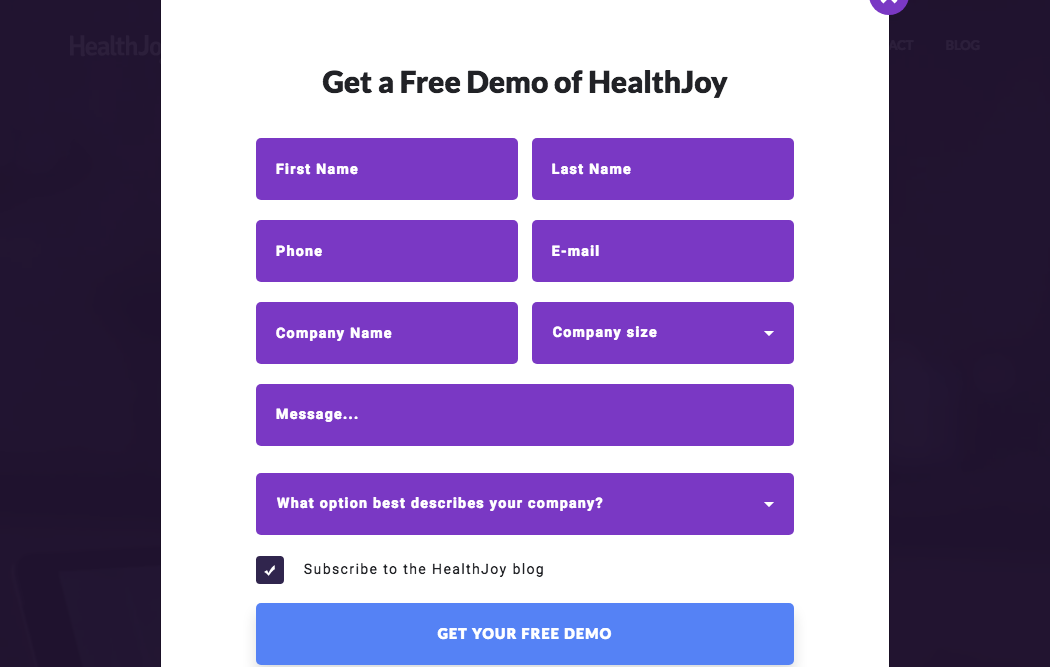 HealthJo
ACT
BLOG
Get a Free Demo of HealthJoy
First Name
Last Name
Phone
E-mail
Company Name
Company size
Message...
What option best describes your company?
Subscribe to the HealthJoy blog
GET YOUR FREE DEMO